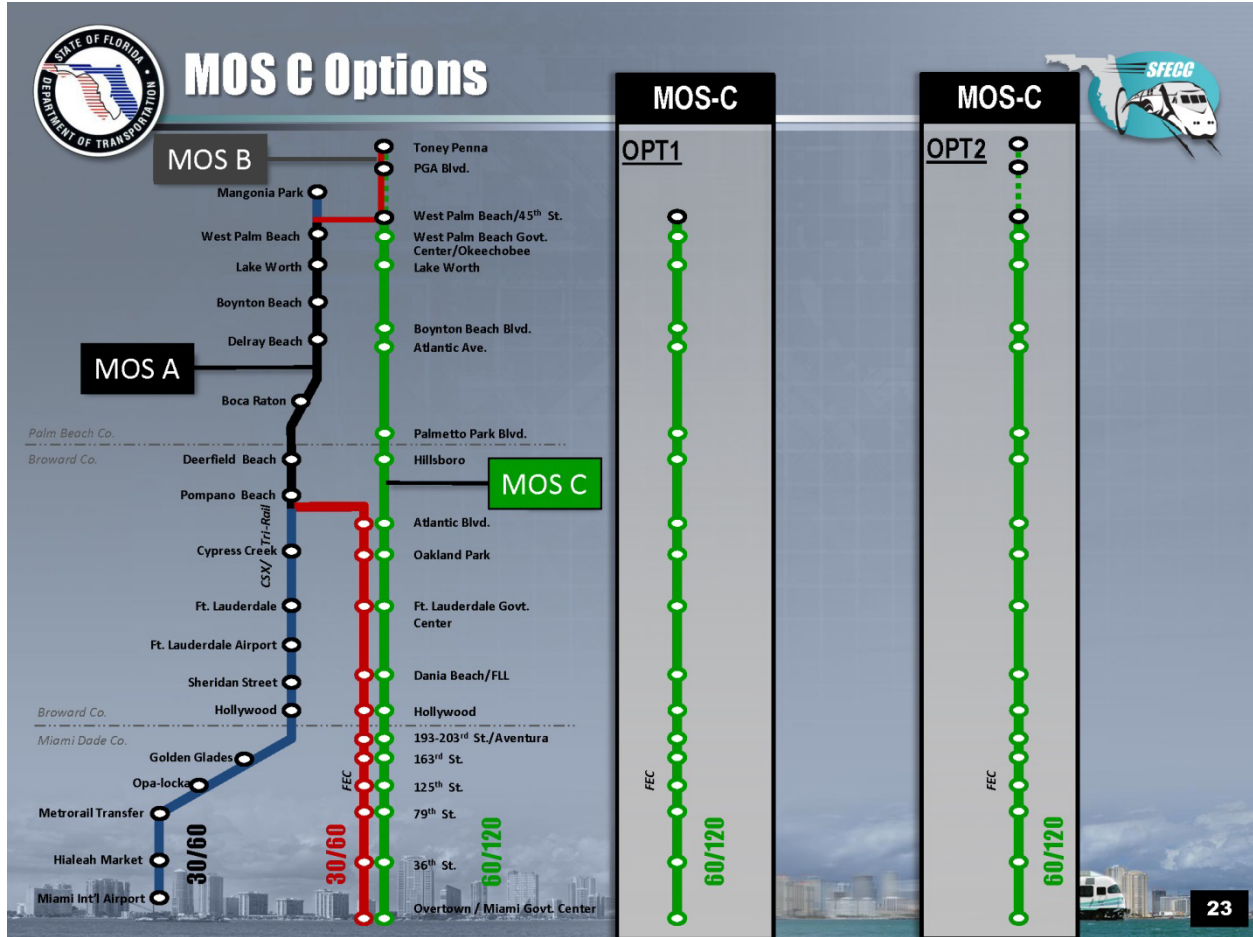 STATE OF FLORIDA
DEPARTMENT OF TRANSPORTATION
MOS C Options
SFECC
MOS-C
MOS-C
OPT1
OPT2
MOS B
MOS A
MOS C
Mangonia Park
West Palm Beach
Lake Worth
Boynton Beach
Delray Beach
Boca Raton
Palm Beach Co.
Broward Co.
Deerfield Beach
Pompano Beach
CSX/ Tri-Rail
Cypress Creek
Ft. Lauderdale
Ft. Lauderdale Airport
Sheridan Street
Hollywood
Broward Co.
Miami Dade Co.
Golden Glades
Opa-locka
Metrorail Transfer
Hialeah Market
Miami Int'l Airport
30/60
Toney Penna
PGA Blvd.
West Palm Beach/45th St.
West Palm Beach Govt.
Center/Okeechobee
Lake Worth
Boynton Beach Blvd.
Atlantic Ave.
Palmetto Park Blvd.
Hillsboro
Atlantic Blvd.
Oakland Park
Ft. Lauderdale Govt.
Center
Dania Beach/FLL
Hollywood
193-203rd St./Aventura
163rd St.
125th St.
79th St.
36th St.
Overtown / Miami Govt. Center
FEC
30/60
60/120
FEC
60/120
FEC
60/120
23